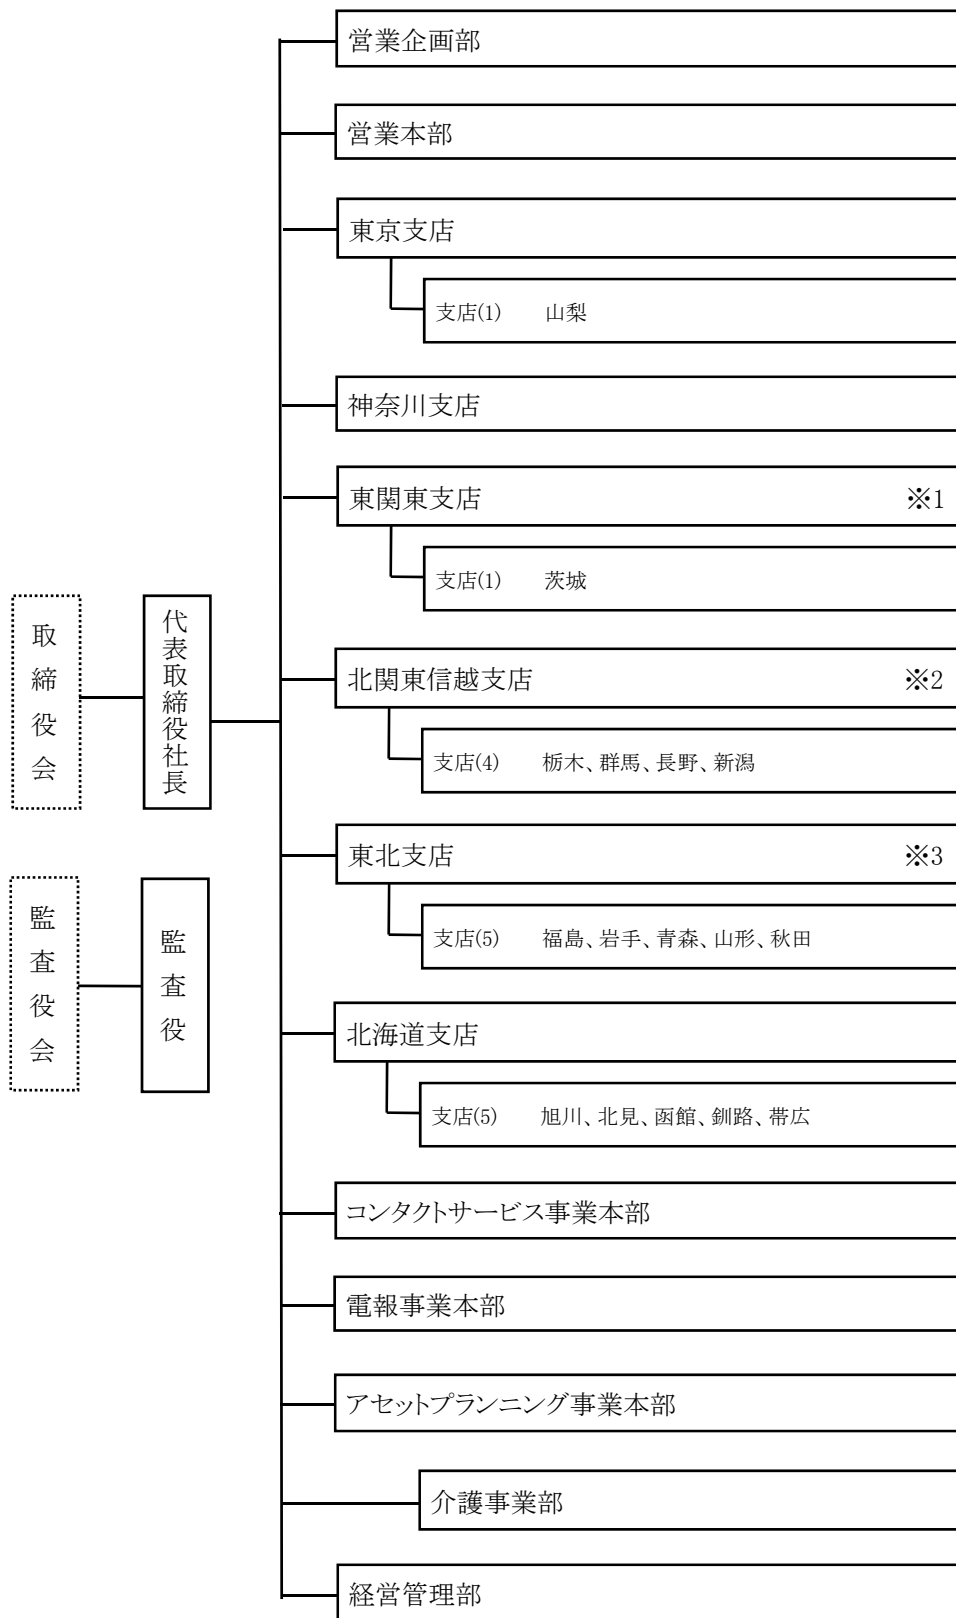 営業企画部
営業本部
東京支店
支店(1) 山梨
神奈川支店
東関東支店 ※1
支店(1) 茨城
取締役会
代表取締役社長
北関東信越支店 ※2
支店(4) 栃木、群馬、長野、新潟
東北支店 ※3
支店(5) 福島、岩手、青森、山形、秋田
監査役会
監査役
北海道支店
支店(5) 旭川、北見、函館、釧路、帯広
コンタクトサービス事業本部
電報事業本部
アセットプランニング事業本部
介護事業部
経営管理部